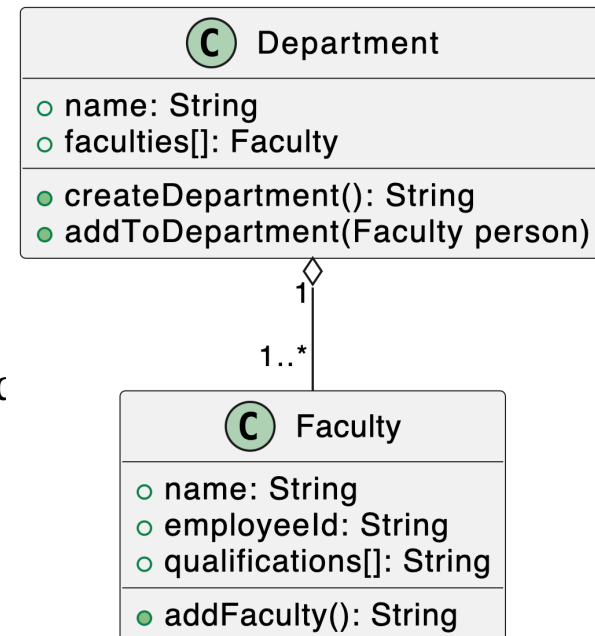 C Department
name: String
faculties[]: Faculty
createDepartment(): String
addToDepartment(Faculty person)
1
1..*
C Faculty
name: String
employeeId: String
qualifications[]: String
addFaculty(): String